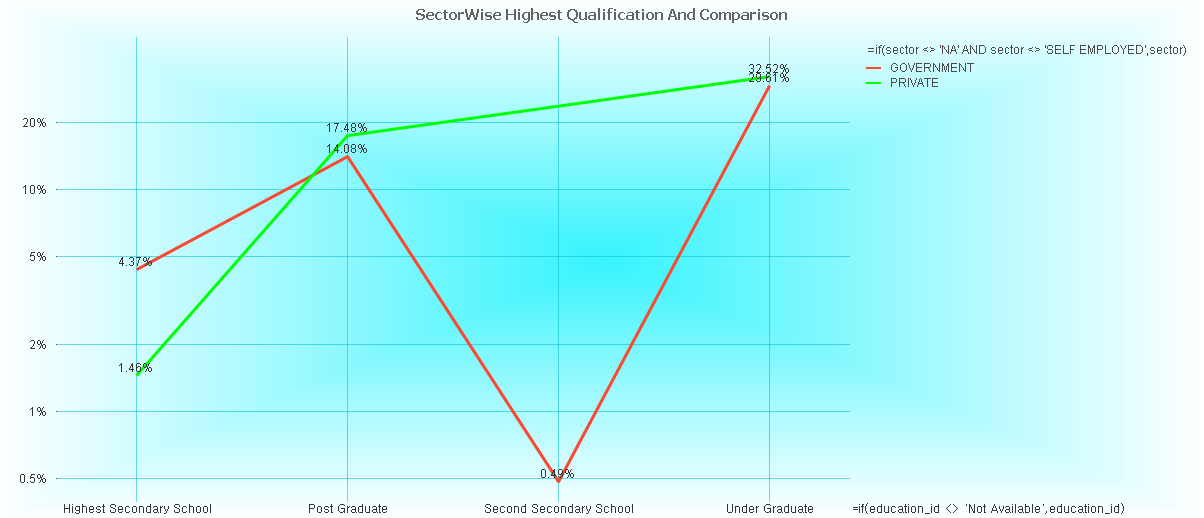 SectorWise Highest Qualification And Comparison
=if(sector <> 'NA' AND sector <> 'SELF EMPLOYED',sector)
GOVERNMENT
PRIVATE
32.52%
29.61%
20%
17.48%
14.08%
10%
5%
4.37%
2%
1.46%
1%
0.5%
0.49%
Highest Secondary School
Post Graduate
Second Secondary School
Under Graduate
=if(education_id <> 'Not Available',education_id)